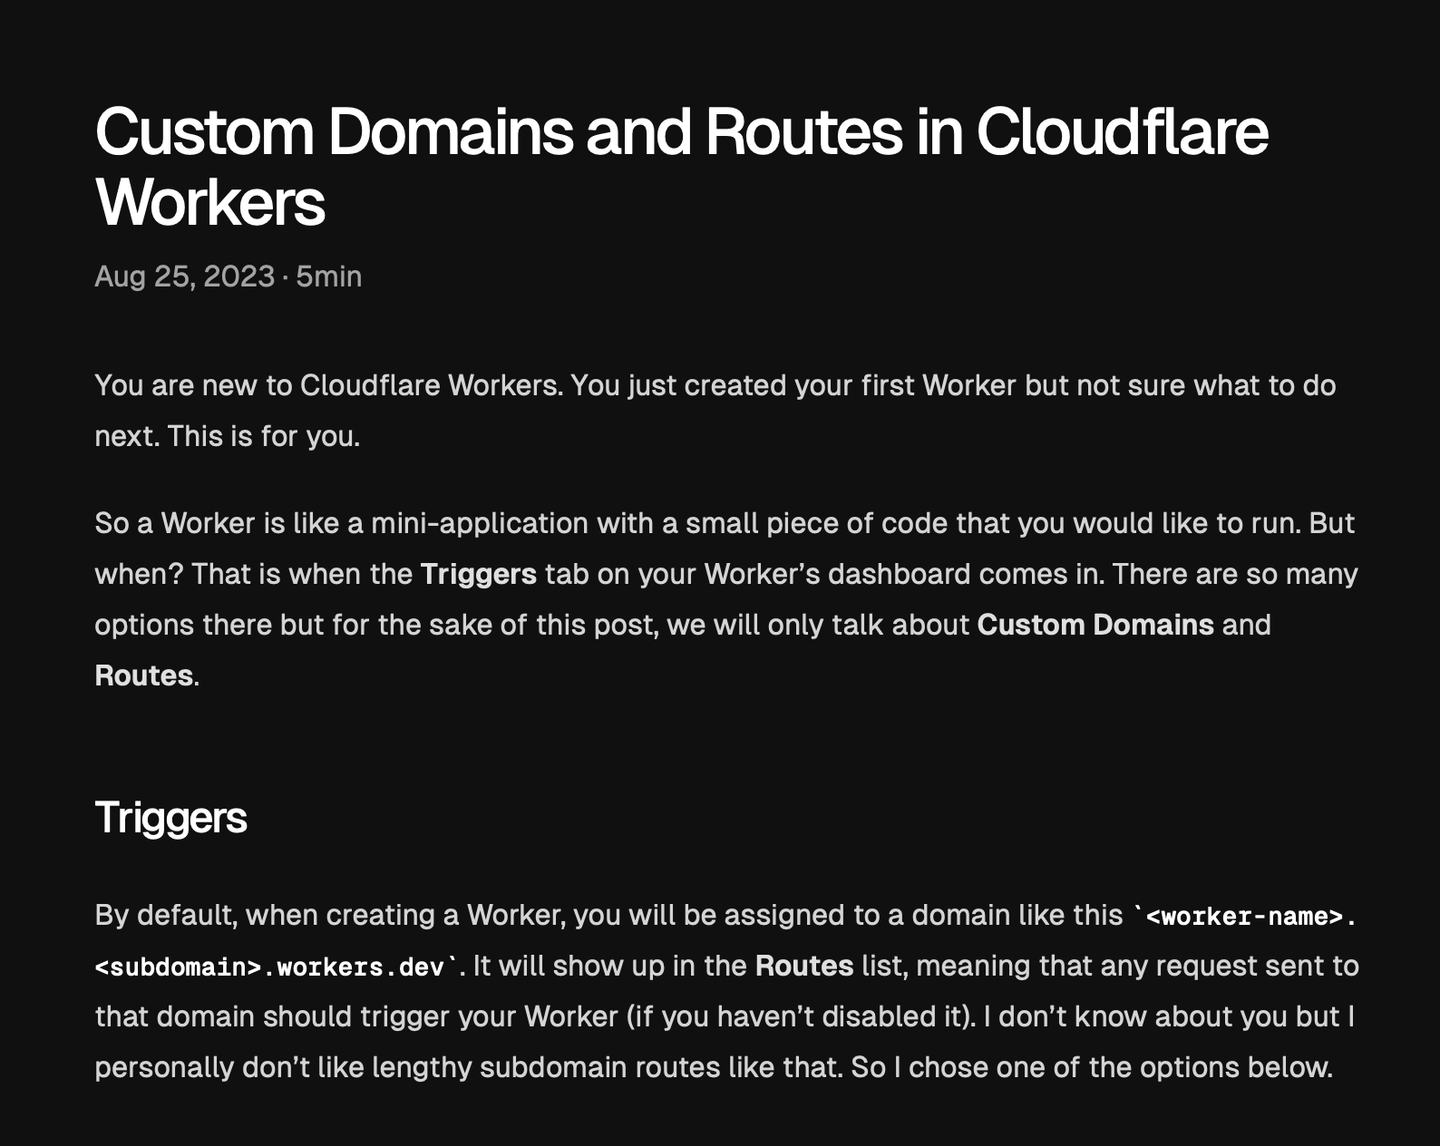 Custom Domains and Routes in Cloudflare
Workers
Aug 25, 2023 · 5min
You are new to Cloudflare Workers. You just created your first Worker but not sure what to do
next. This is for you.
So a Worker is like a mini-application with a small piece of code that you would like to run. But
when? That is when the Triggers tab on your Worker’s dashboard comes in. There are so many
options there but for the sake of this post, we will only talk about Custom Domains and
Routes.
Triggers
By default, when creating a Worker, you will be assigned to a domain like this `<worker-name>.
<subdomain>.workers.dev`. It will show up in the Routes list, meaning that any request sent to
that domain should trigger your Worker (if you haven’t disabled it). I don’t know about you but I
personally don’t like lengthy subdomain routes like that. So I chose one of the options below.